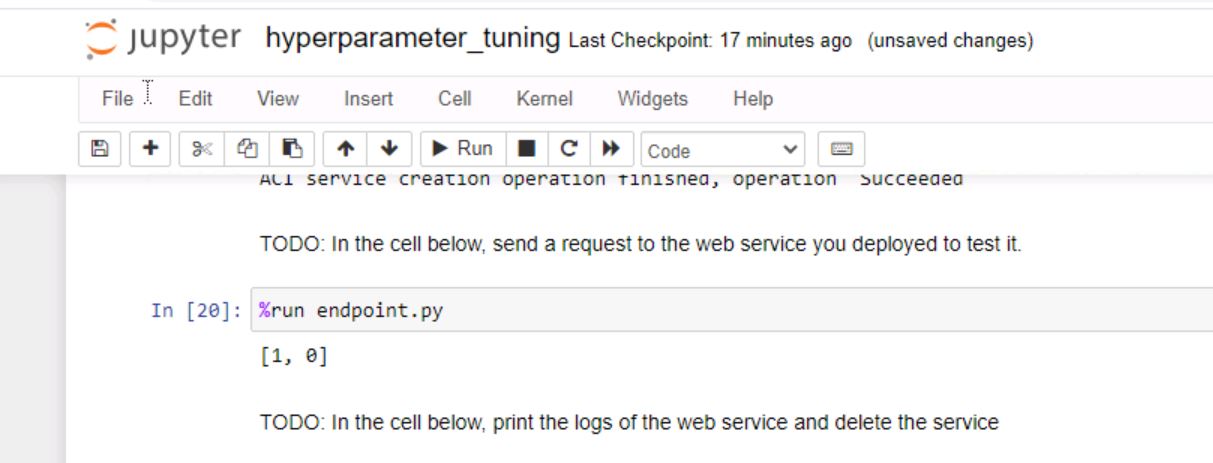 jupyter hyperparameter_tuning Last Checkpoint: 17 minutes ago (unsaved changes)
File Edit View Insert Cell Kernel Widgets Help
Run Code
ACI service creation operation finished, operation "Succeeded"
TODO: In the cell below, send a request to the web service you deployed to test it.
In [20]: %run endpoint.py
[1, 0]
TODO: In the cell below, print the logs of the web service and delete the service